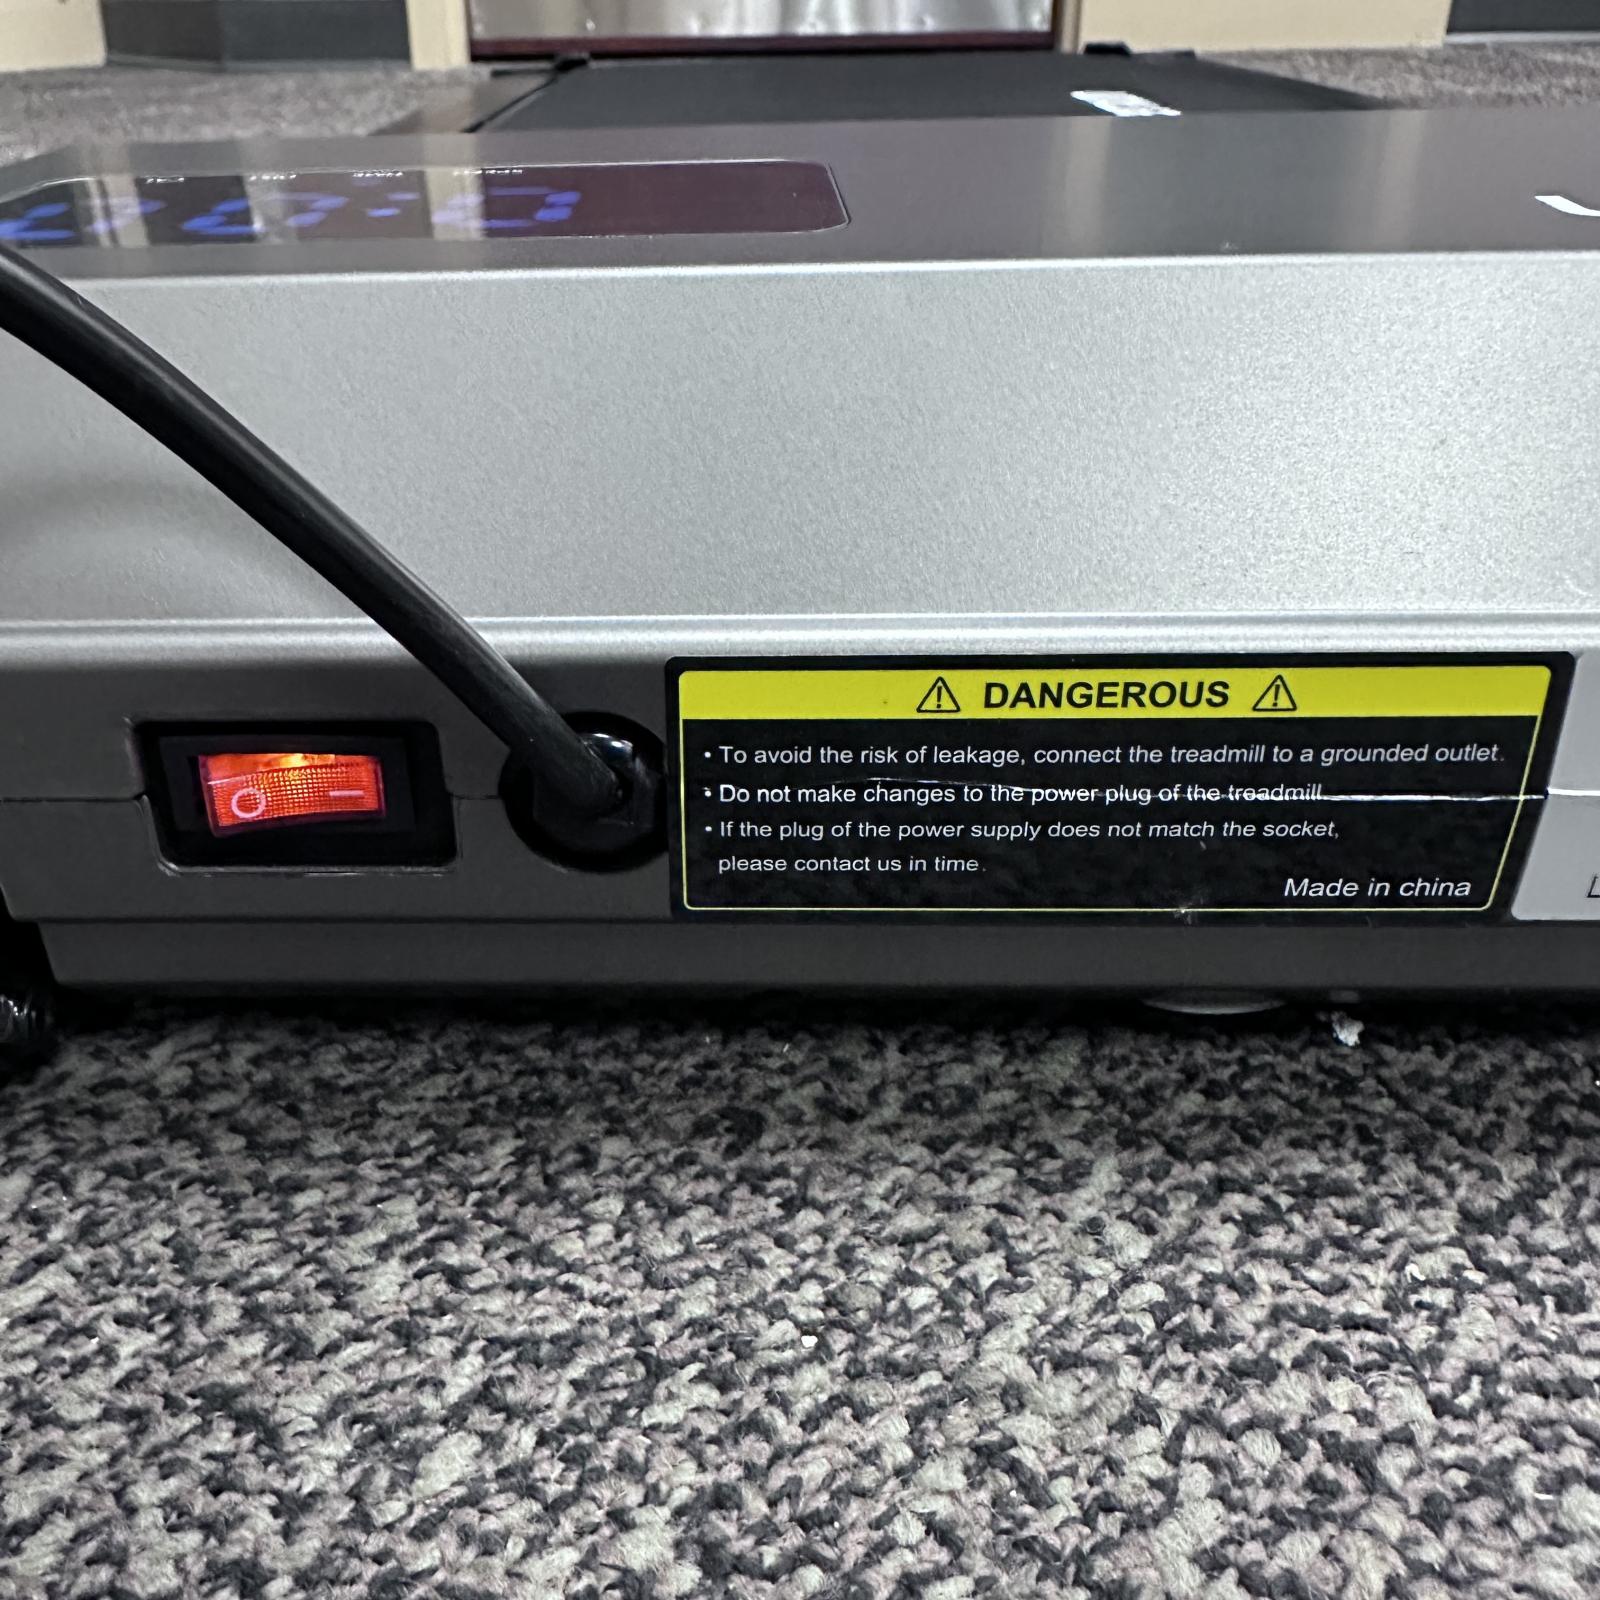 DANGEROUS
• To avoid the risk of leakage, connect the treadmill to a grounded outlet.
• Do not make changes to the power plug of the treadmill
• If the plug of the power supply does not match the socket,
please contact us in time.
Made in china